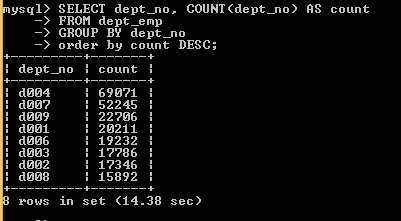 mysql> SELECT dept_no, COUNT(dept_no) AS count
    -> FROM dept_emp
    -> GROUP BY dept_no
    -> order by count DESC;
+---------+-------+
| dept_no | count |
+---------+-------+
| d004    | 69071 |
| d007    | 52245 |
| d009    | 22706 |
| d001    | 20211 |
| d006    | 19232 |
| d003    | 17786 |
| d002    | 17346 |
| d008    | 15892 |
+---------+-------+
8 rows in set (14.38 sec)